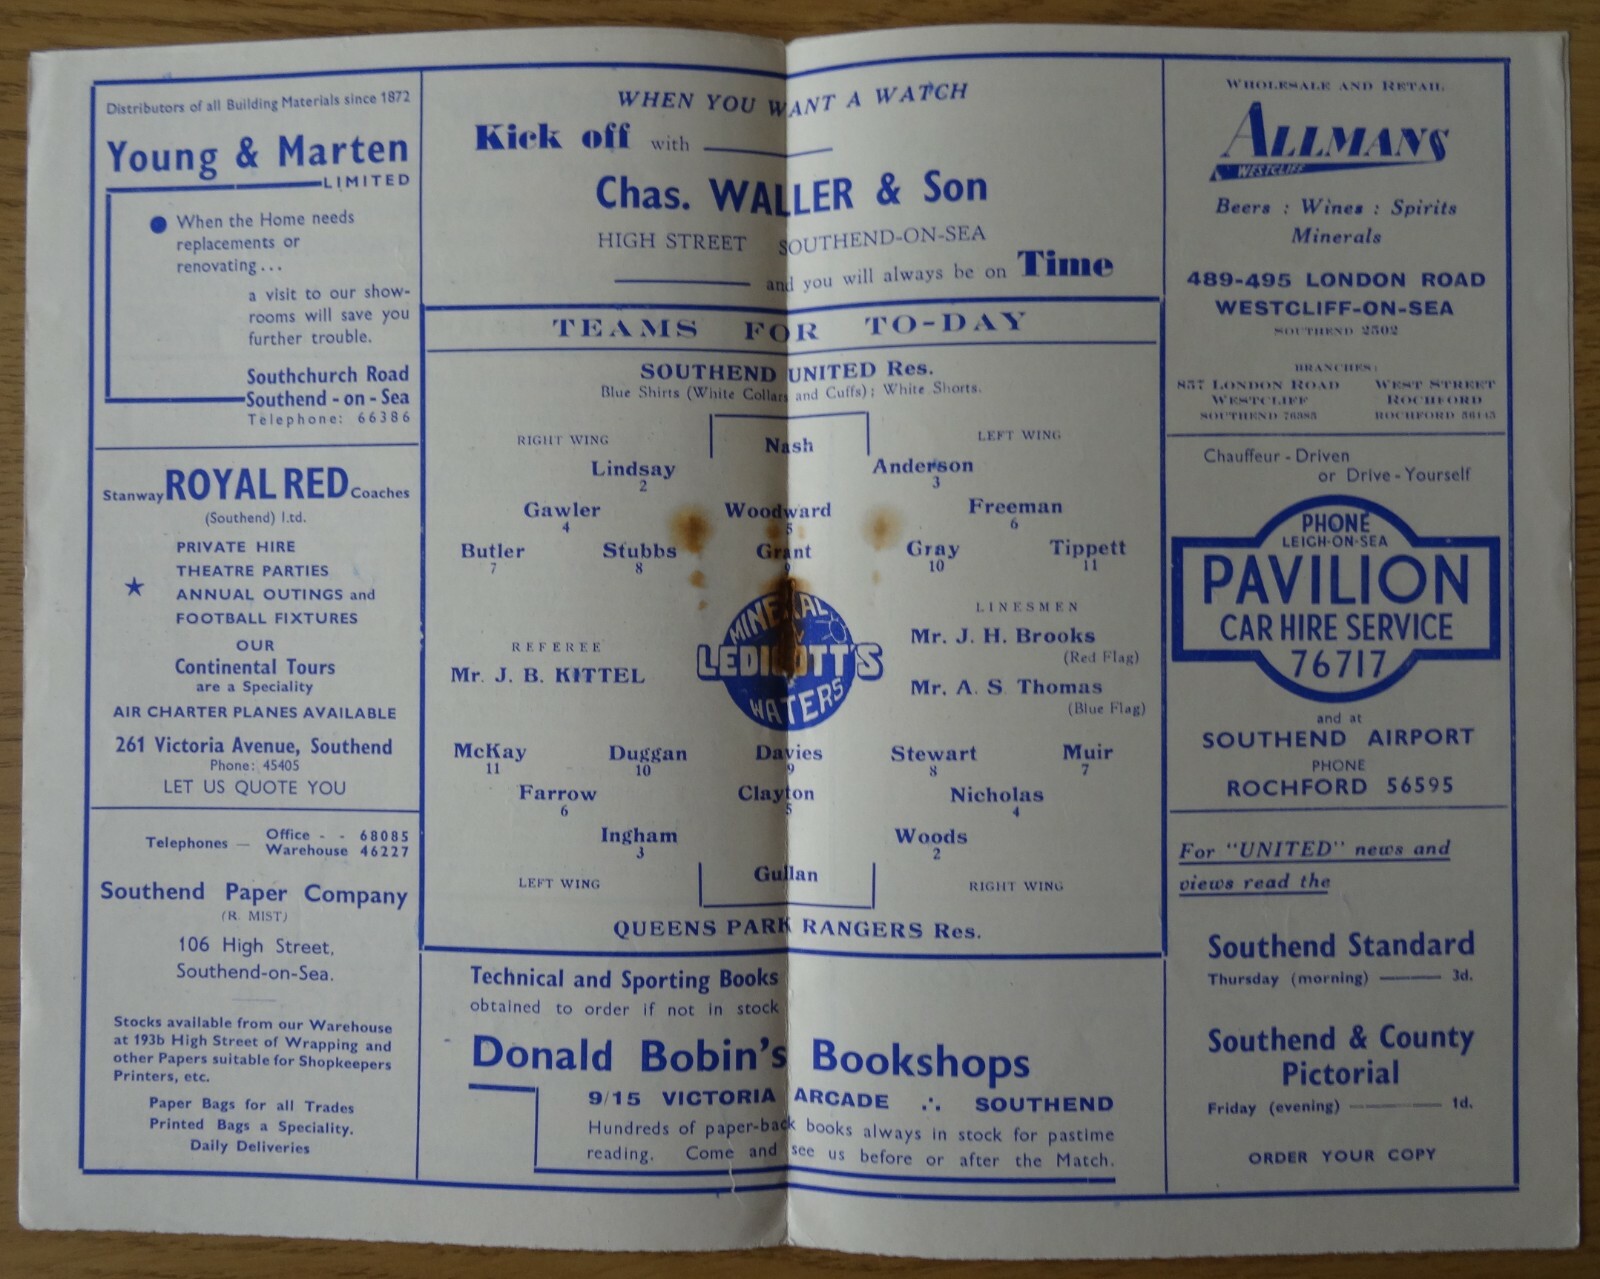 Distributors of all Building Materials since 1872
Young & Marten
LIMITED
When the Home needs
replacements or
renovating...
a visit to our show-
rooms will save you
further trouble.
Southchurch Road
Southend - on - Sea
Telephone: 66386
Stanway ROYAL RED Coaches
(Southend) Ltd.
PRIVATE HIRE
THEATRE PARTIES
★ ANNUAL OUTINGS and
FOOTBALL FIXTURES
OUR
Continental Tours
are a Speciality
AIR CHARTER PLANES AVAILABLE
261 Victoria Avenue, Southend
Phone: 45405
LET US QUOTE YOU
Telephones — Office - - 68085
Warehouse 46227
Southend Paper Company
(R. MIST)
106 High Street,
Southend-on-Sea.
Stocks available from our Warehouse
at 193b High Street of Wrapping and
other Papers suitable for Shopkeepers
Printers, etc.
Paper Bags for all Trades
Printed Bags a Speciality.
Daily Deliveries
WHEN YOU WANT A WATCH
Kick off with
Chas. WALLER & Son
HIGH STREET SOUTHEND-ON-SEA
and you will always be on Time
TEAMS FOR TO-DAY
SOUTHEND UNITED Res.
Blue Shirts (White Collars and Cuffs); White Shorts.
RIGHT WING Nash LEFT WING
Lindsay Anderson
2 3
Gawler Woodward Freeman
4 5 6
Butler Stubbs Grant Gray Tippett
7 8 9 10 11
REFEREE
Mr. J. B. KITTEL
MINERAL
LEDICOTT'S
WATERS
LINESMEN
Mr. J. H. Brooks
(Red Flag)
Mr. A. S. Thomas
(Blue Flag)
McKay Duggan Davies Stewart Muir
11 10 9 8 7
Farrow Clayton Nicholas
6 5 4
Ingham Woods
3 2
LEFT WING Gullan RIGHT WING
QUEENS PARK RANGERS Res.
Technical and Sporting Books
obtained to order if not in stock
Donald Bobin's Bookshops
9/15 VICTORIA ARCADE ∴ SOUTHEND
Hundreds of paper-back books always in stock for pastime
reading. Come and see us before or after the Match.
WHOLESALE AND RETAIL
ALLMANS
WESTCLIFF
Beers : Wines : Spirits
Minerals
489-495 LONDON ROAD
WESTCLIFF-ON-SEA
SOUTHEND 2502
BRANCHES:
857 LONDON ROAD WEST STREET
WESTCLIFF ROCHFORD
SOUTHEND 76385 ROCHFORD 56145
Chauffeur - Driven
or Drive - Yourself
PHONE
LEIGH-ON-SEA
PAVILION
CAR HIRE SERVICE
76717
and at
SOUTHEND AIRPORT
PHONE
ROCHFORD 56595
For "UNITED" news and
views read the
Southend Standard
Thursday (morning) —— 3d.
Southend & County
Pictorial
Friday (evening) —— 1d.
ORDER YOUR COPY